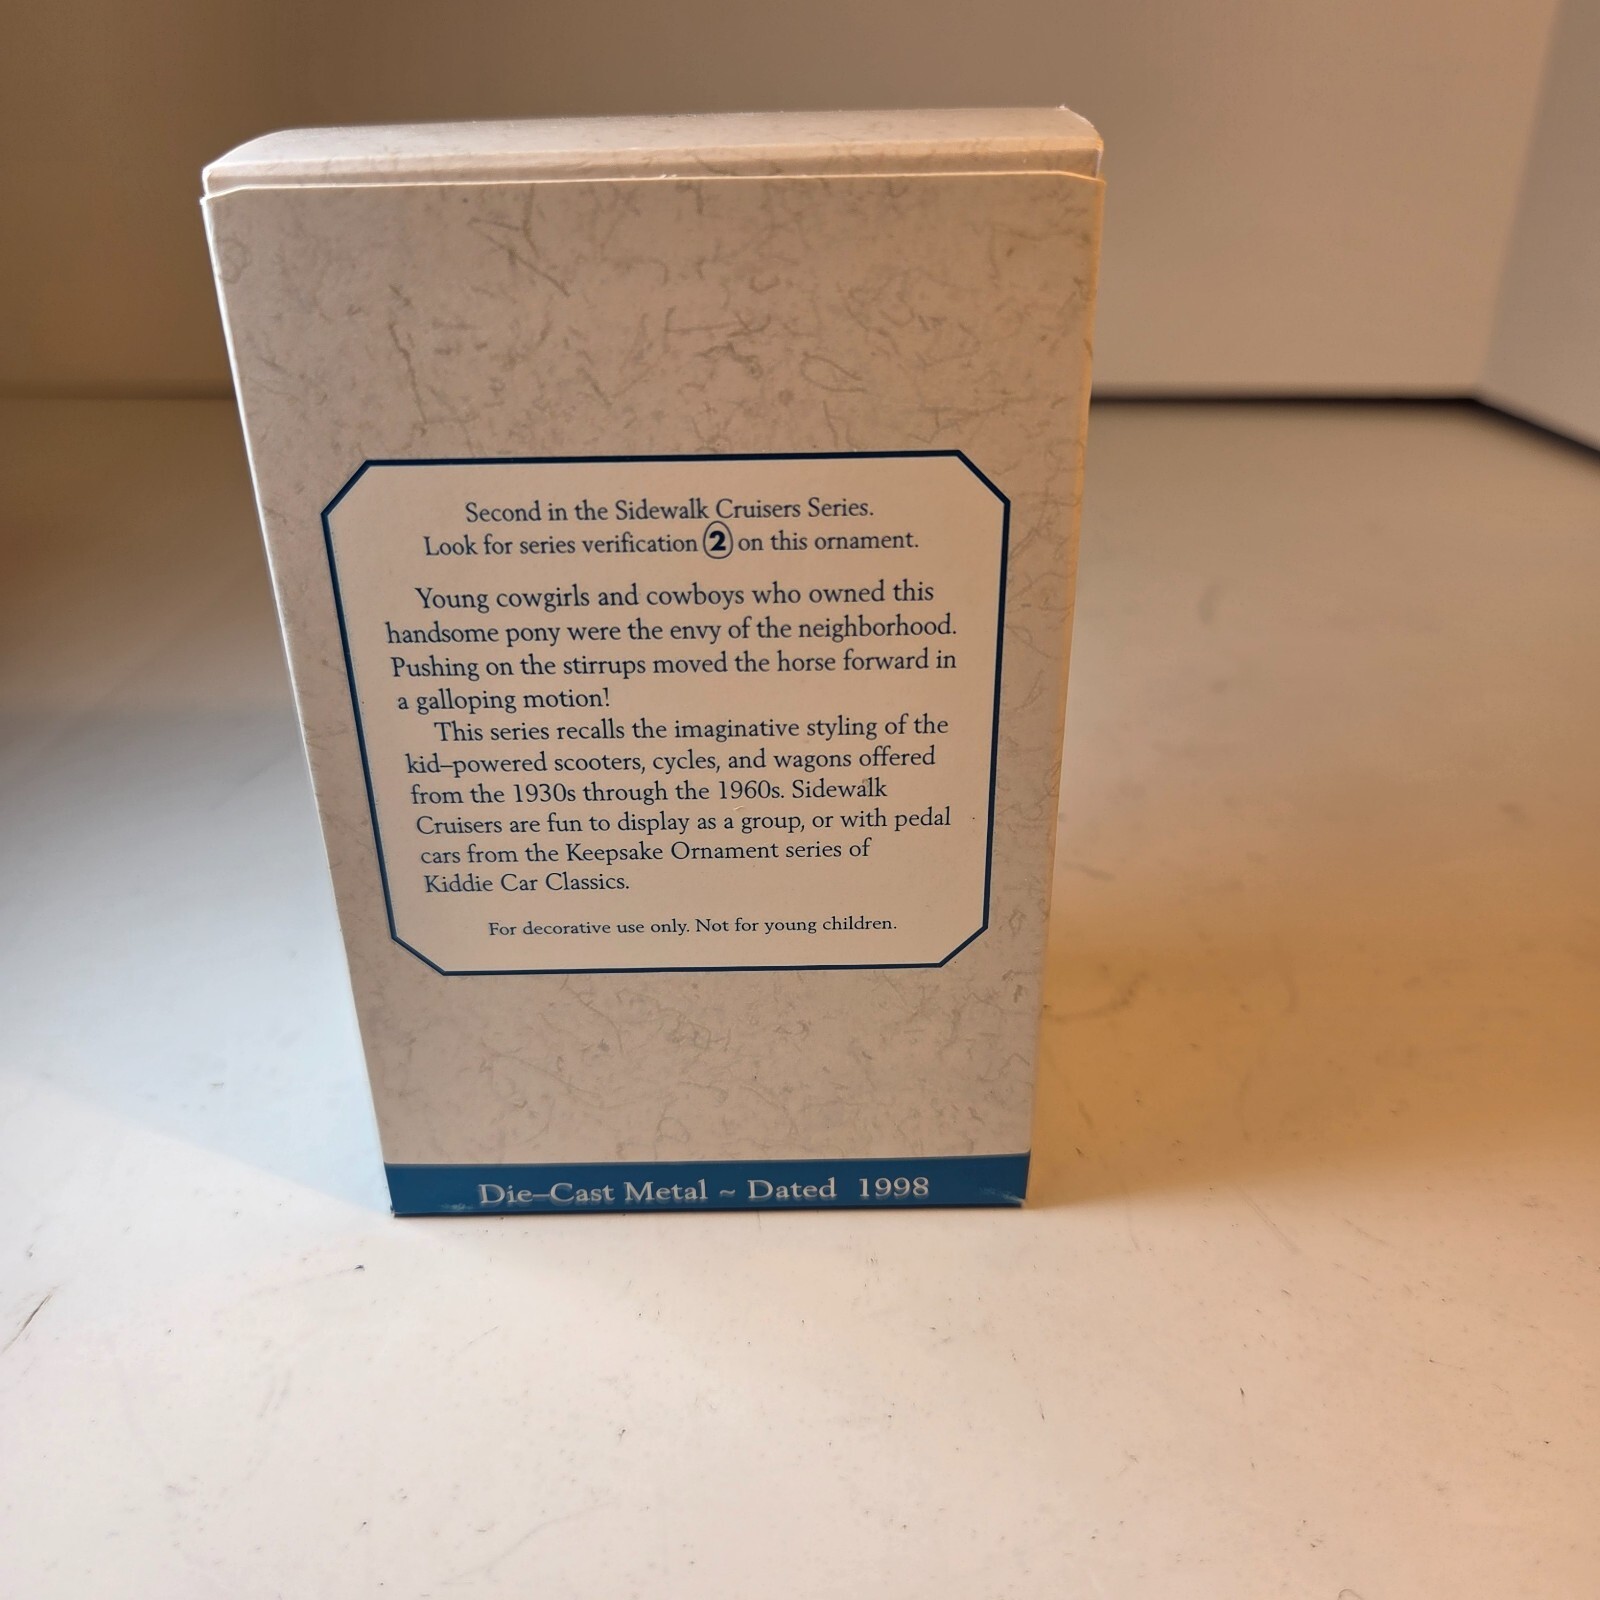 Second in the Sidewalk Cruisers Series.
Look for series verification 2 on this ornament.
Young cowgirls and cowboys who owned this
handsome pony were the envy of the neighborhood.
Pushing on the stirrups moved the horse forward in
a galloping motion!
This series recalls the imaginative styling of the
kid–powered scooters, cycles, and wagons offered
from the 1930s through the 1960s. Sidewalk
Cruisers are fun to display as a group, or with pedal
cars from the Keepsake Ornament series of
Kiddie Car Classics.
For decorative use only. Not for young children.
Die–Cast Metal ~ Dated 1998